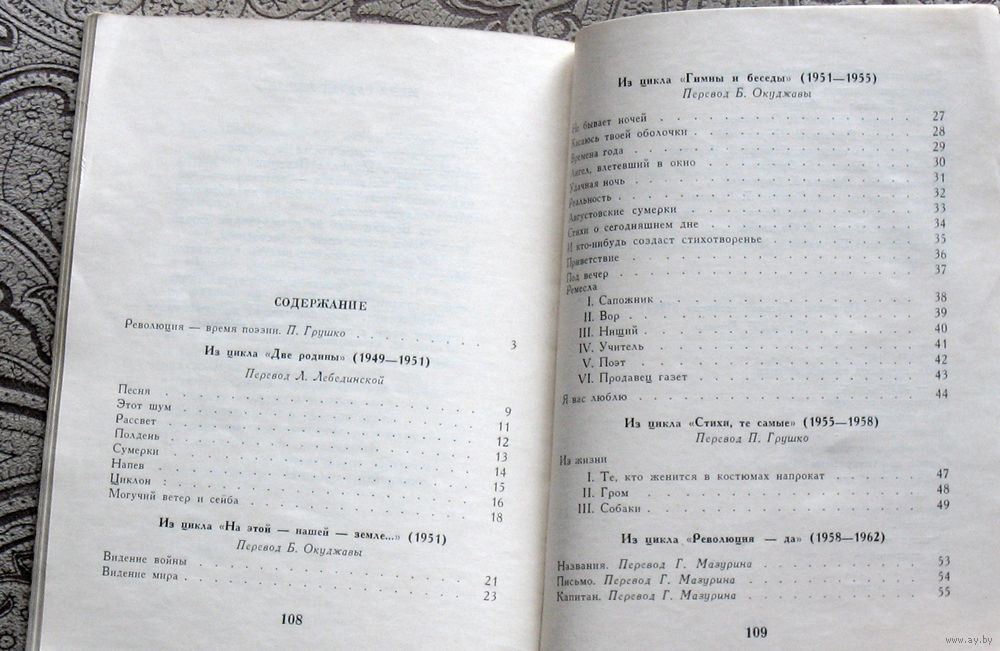 СОДЕРЖАНИЕ
Революция — время поэзии. П. Грушко . . . . . . . 3
Из цикла «Две родины» (1949—1951)
Перевод Л. Лебединской
Песня . . . . . . . 9
Этот шум . . . . . . . 11
Рассвет . . . . . . . 12
Полдень . . . . . . . 13
Сумерки . . . . . . . 14
Напев . . . . . . . 15
Циклон . . . . . . . 16
Могучий ветер и сейба . . . . . . . 18
Из цикла «На этой — нашей — земле...» (1951)
Перевод Б. Окуджавы
Видение войны . . . . . . . 21
Видение мира . . . . . . . 23
108
Из цикла «Гимны и беседы» (1951—1955)
Перевод Б. Окуджавы
Не бывает ночей . . . . . . . 27
Касаюсь твоей оболочки . . . . . . . 28
Времена года . . . . . . . 29
Ангел, влетевший в окно . . . . . . . 30
Удачная ночь . . . . . . . 31
Реальность . . . . . . . 32
Августовские сумерки . . . . . . . 33
Стихи о сегодняшнем дне . . . . . . . 34
И кто-нибудь создаст стихотворенье . . . . . . . 35
Приветствие . . . . . . . 36
Под вечер . . . . . . . 37
Ремесла
I. Сапожник . . . . . . . 38
II. Вор . . . . . . . 39
III. Нищий . . . . . . . 40
IV. Учитель . . . . . . . 41
V. Поэт . . . . . . . 42
VI. Продавец газет . . . . . . . 43
Я вас люблю . . . . . . . 44
Из цикла «Стихи, те самые» (1955—1958)
Перевод П. Грушко
Из жизни
I. Те, кто женится в костюмах напрокат . . . . . . . 47
II. Гром . . . . . . . 48
III. Собаки . . . . . . . 49
Из цикла «Революция — да» (1958—1962)
Названия. Перевод Г. Мазурина . . . . . . . 53
Письмо. Перевод Г. Мазурина . . . . . . . 54
Капитан. Перевод Г. Мазурина . . . . . . . 55
109
www.ay.by